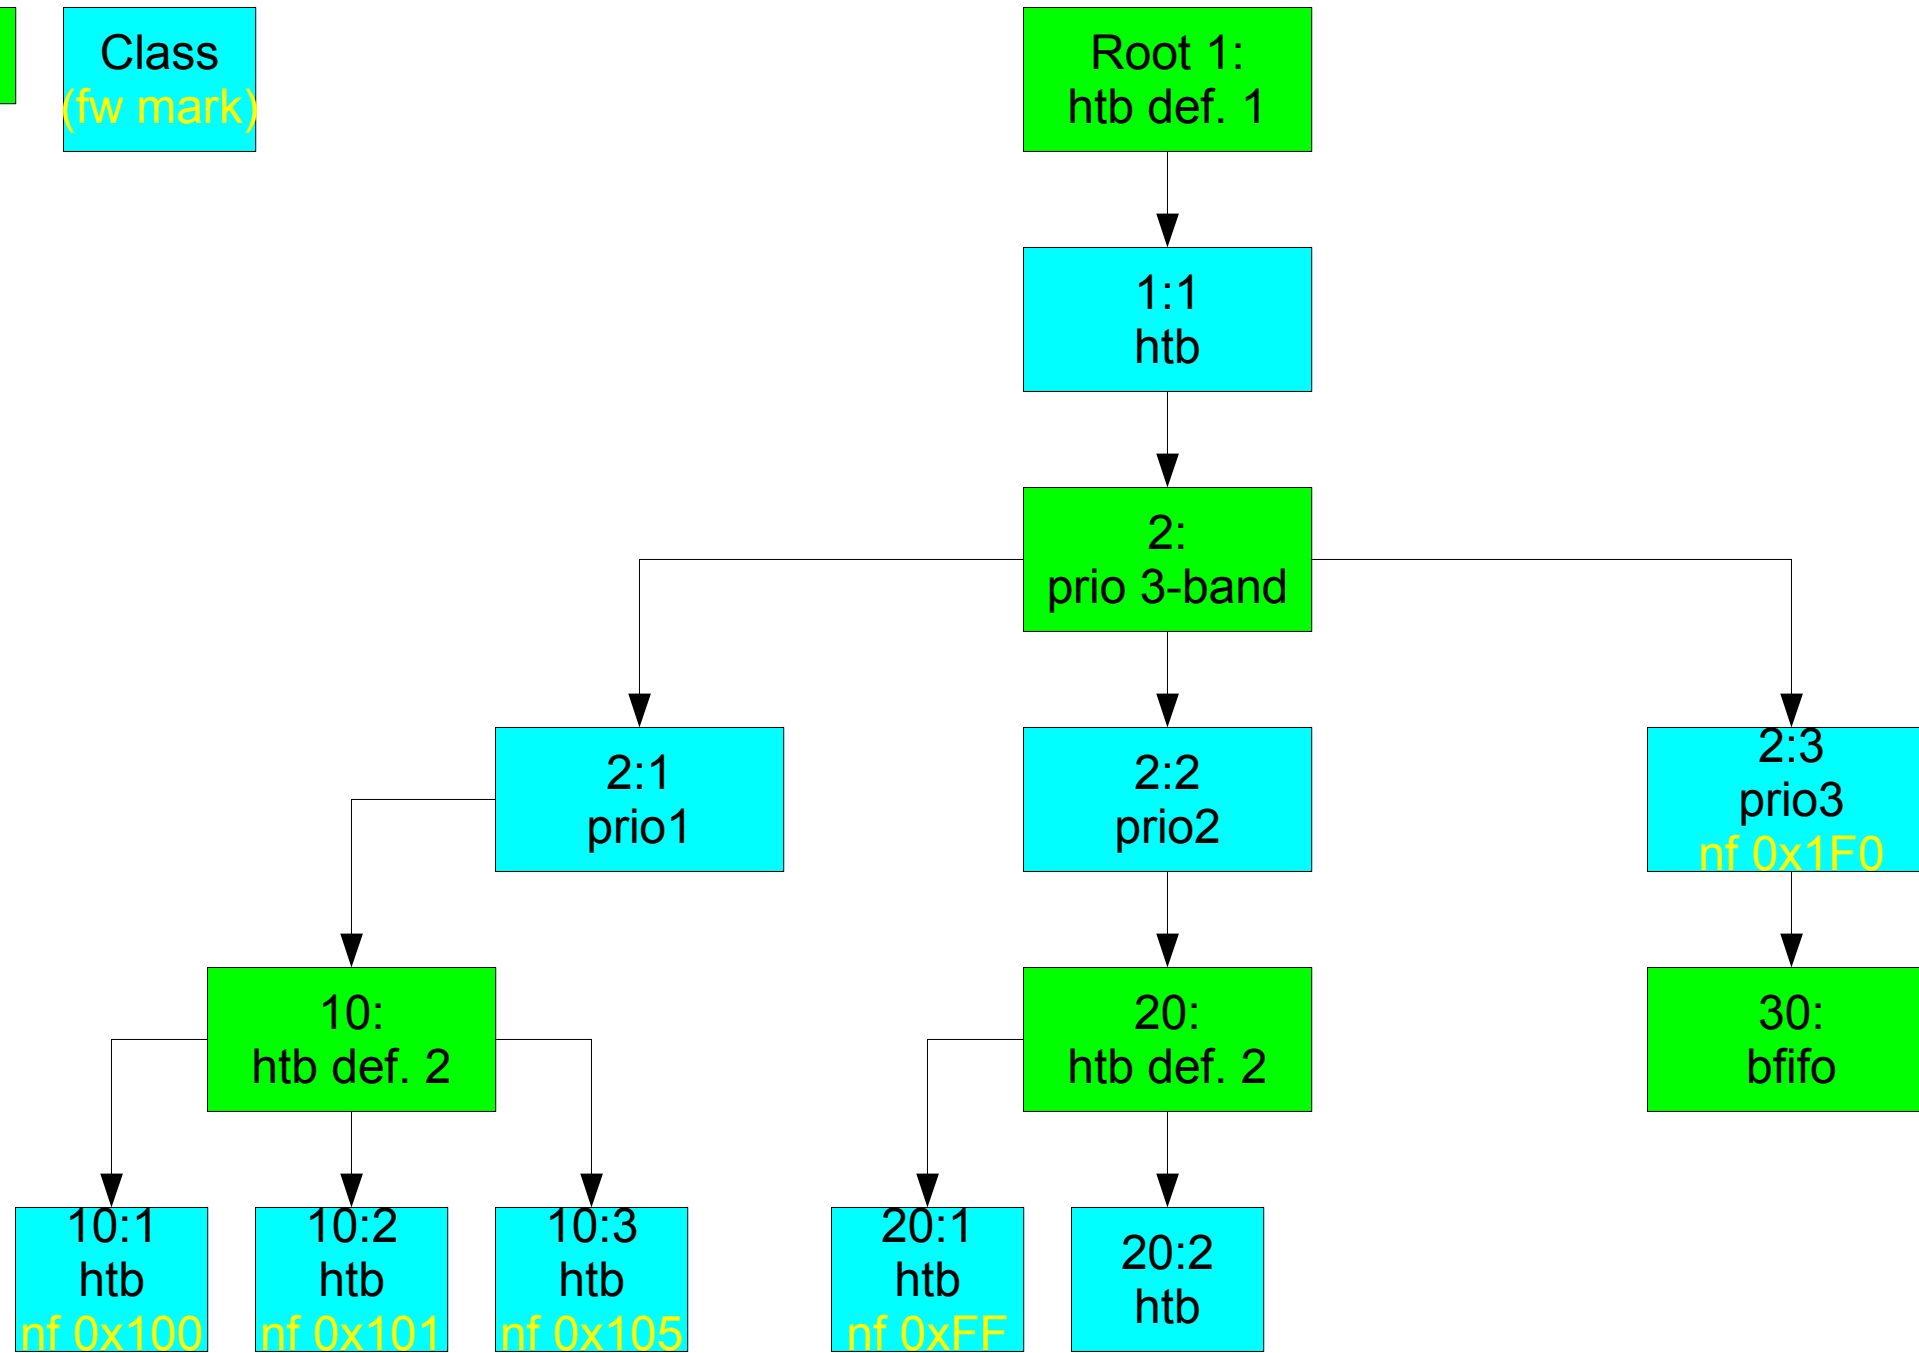 Class
(fw mark)
Root 1:
htb def. 1
1:1
htb
2:
prio 3-band
2:1
prio1
2:2
prio2
2:3
prio3
nf 0x1F0
10:
htb def. 2
20:
htb def. 2
30:
bfifo
10:1
htb
nf 0x100
10:2
htb
nf 0x101
10:3
htb
nf 0x105
20:1
htb
nf 0xFF
20:2
htb